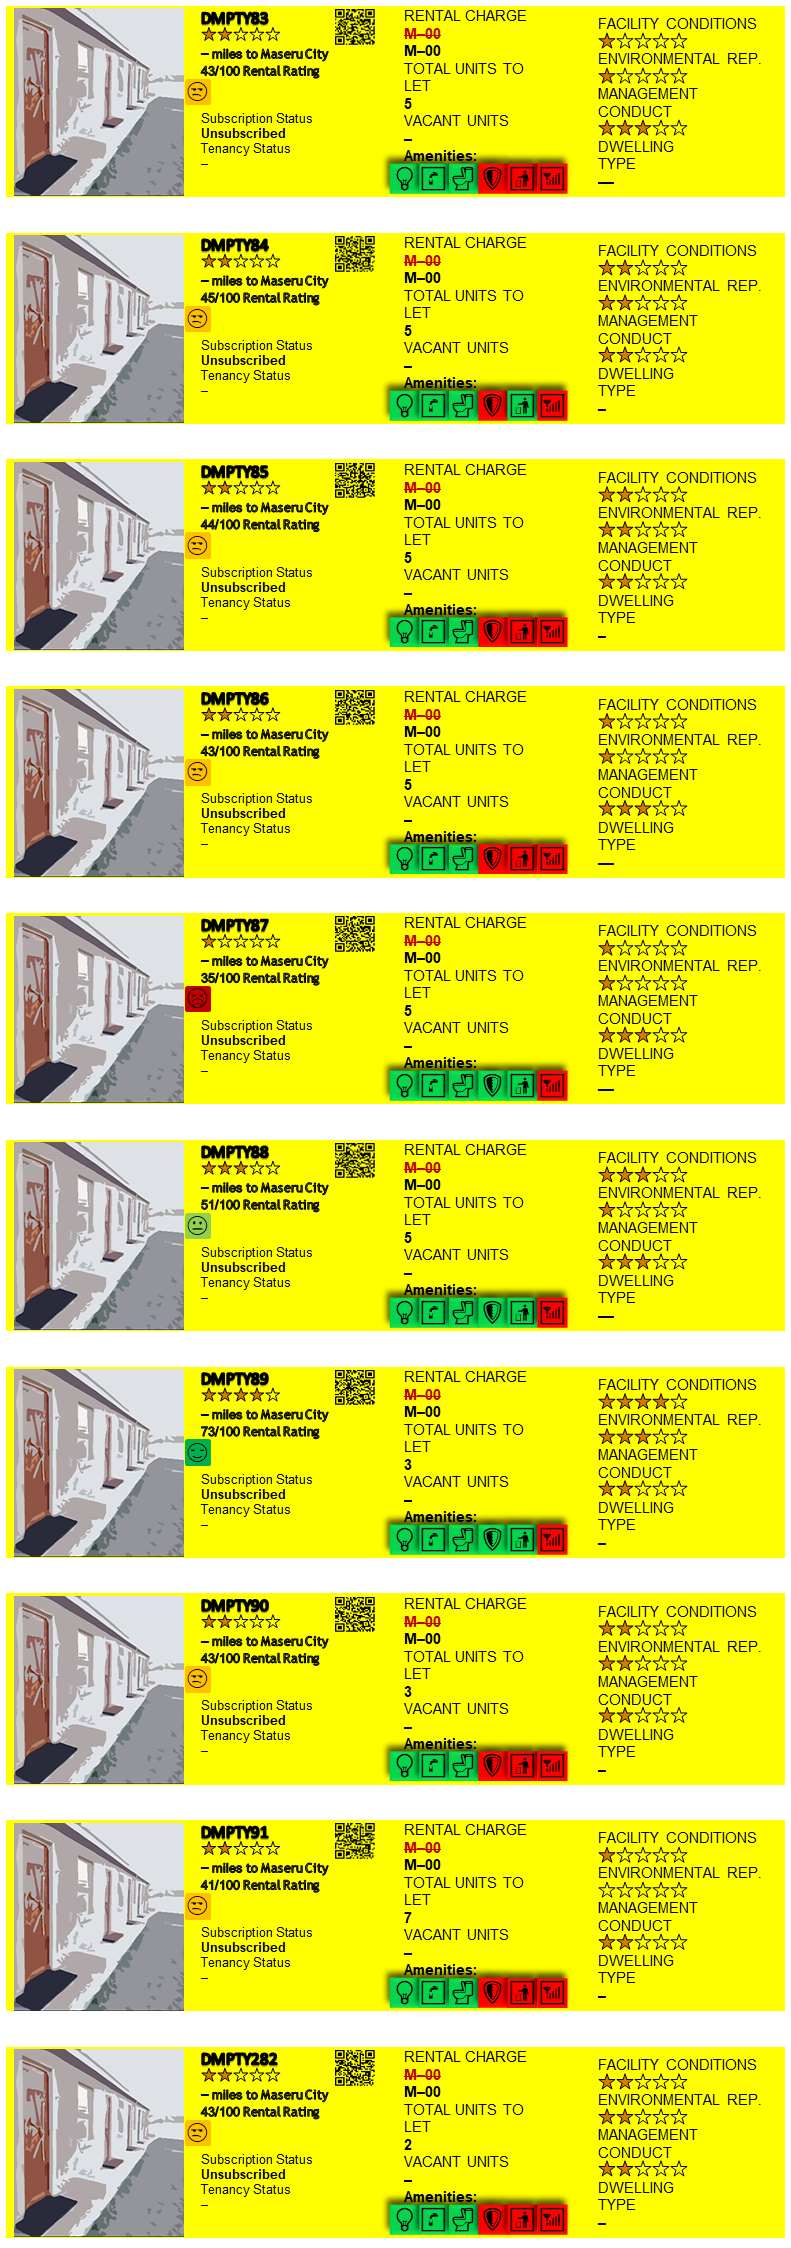 DMPTY83
– miles to Maseru City
43/100 Rental Rating
Subscription Status
Unsubscribed
Tenancy Status
–
RENTAL CHARGE
M–00
M–00
TOTAL UNITS TO
LET
5
VACANT UNITS
–
Amenities:
FACILITY CONDITIONS
ENVIRONMENTAL REP.
MANAGEMENT
CONDUCT
DWELLING
TYPE
—
DMPTY84
– miles to Maseru City
45/100 Rental Rating
Subscription Status
Unsubscribed
Tenancy Status
–
RENTAL CHARGE
M–00
M–00
TOTAL UNITS TO
LET
5
VACANT UNITS
–
Amenities:
FACILITY CONDITIONS
ENVIRONMENTAL REP.
MANAGEMENT
CONDUCT
DWELLING
TYPE
–
DMPTY85
– miles to Maseru City
44/100 Rental Rating
Subscription Status
Unsubscribed
Tenancy Status
–
RENTAL CHARGE
M–00
M–00
TOTAL UNITS TO
LET
5
VACANT UNITS
–
Amenities:
FACILITY CONDITIONS
ENVIRONMENTAL REP.
MANAGEMENT
CONDUCT
DWELLING
TYPE
–
DMPTY86
– miles to Maseru City
43/100 Rental Rating
Subscription Status
Unsubscribed
Tenancy Status
–
RENTAL CHARGE
M–00
M–00
TOTAL UNITS TO
LET
5
VACANT UNITS
–
Amenities:
FACILITY CONDITIONS
ENVIRONMENTAL REP.
MANAGEMENT
CONDUCT
DWELLING
TYPE
—
DMPTY87
– miles to Maseru City
35/100 Rental Rating
Subscription Status
Unsubscribed
Tenancy Status
–
RENTAL CHARGE
M–00
M–00
TOTAL UNITS TO
LET
5
VACANT UNITS
–
Amenities:
FACILITY CONDITIONS
ENVIRONMENTAL REP.
MANAGEMENT
CONDUCT
DWELLING
TYPE
—
DMPTY88
– miles to Maseru City
51/100 Rental Rating
Subscription Status
Unsubscribed
Tenancy Status
–
RENTAL CHARGE
M–00
M–00
TOTAL UNITS TO
LET
5
VACANT UNITS
–
Amenities:
FACILITY CONDITIONS
ENVIRONMENTAL REP.
MANAGEMENT
CONDUCT
DWELLING
TYPE
—
DMPTY89
– miles to Maseru City
73/100 Rental Rating
Subscription Status
Unsubscribed
Tenancy Status
–
RENTAL CHARGE
M–00
M–00
TOTAL UNITS TO
LET
3
VACANT UNITS
–
Amenities:
FACILITY CONDITIONS
ENVIRONMENTAL REP.
MANAGEMENT
CONDUCT
DWELLING
TYPE
–
DMPTY90
– miles to Maseru City
43/100 Rental Rating
Subscription Status
Unsubscribed
Tenancy Status
–
RENTAL CHARGE
M–00
M–00
TOTAL UNITS TO
LET
3
VACANT UNITS
–
Amenities:
FACILITY CONDITIONS
ENVIRONMENTAL REP.
MANAGEMENT
CONDUCT
DWELLING
TYPE
–
DMPTY91
– miles to Maseru City
41/100 Rental Rating
Subscription Status
Unsubscribed
Tenancy Status
–
RENTAL CHARGE
M–00
M–00
TOTAL UNITS TO
LET
7
VACANT UNITS
–
Amenities:
FACILITY CONDITIONS
ENVIRONMENTAL REP.
MANAGEMENT
CONDUCT
DWELLING
TYPE
–
DMPTY282
– miles to Maseru City
43/100 Rental Rating
Subscription Status
Unsubscribed
Tenancy Status
–
RENTAL CHARGE
M–00
M–00
TOTAL UNITS TO
LET
2
VACANT UNITS
–
Amenities:
FACILITY CONDITIONS
ENVIRONMENTAL REP.
MANAGEMENT
CONDUCT
DWELLING
TYPE
–